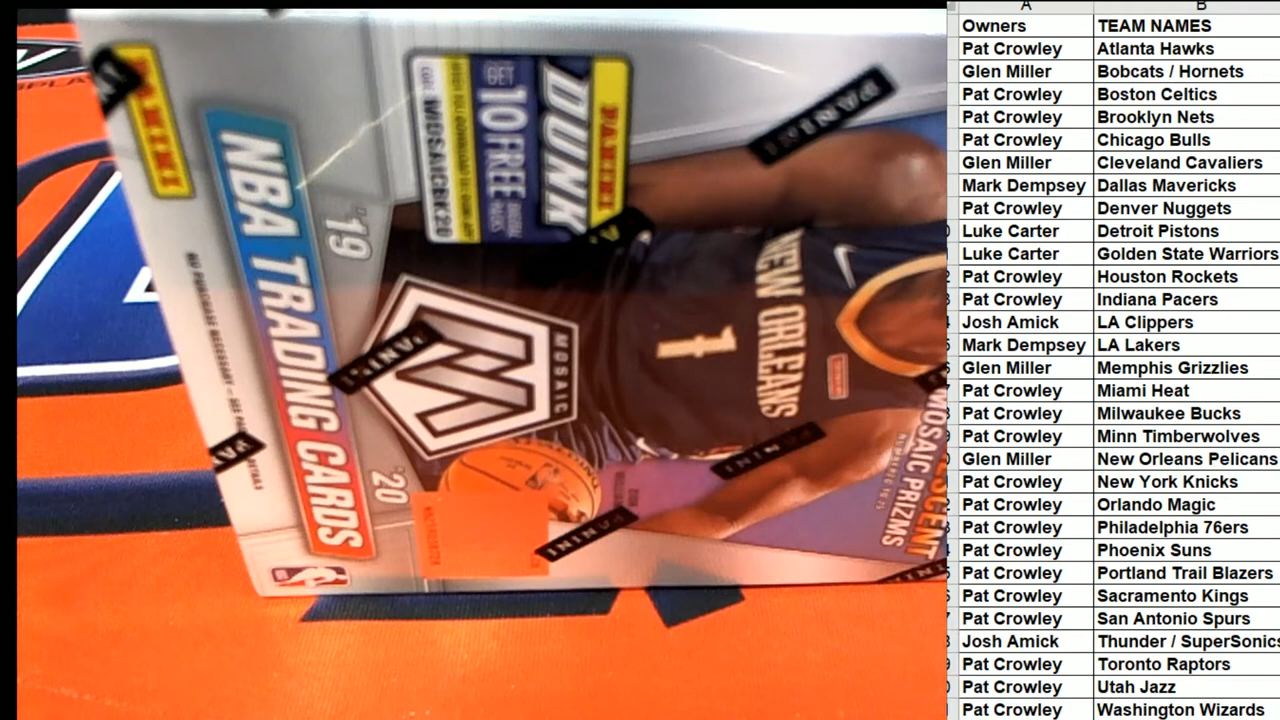 PANINI
NBA TRADING CARDS
'19
'20
PANINI
DUNK
GET
10 FREE
MOSAIC
NEW ORLEANS
1
MOSAIC PRIZMS
PANINI
PANINI
PANINI
PANINI
A B
Owners TEAM NAMES
Pat Crowley Atlanta Hawks
Glen Miller Bobcats / Hornets
Pat Crowley Boston Celtics
Pat Crowley Brooklyn Nets
Pat Crowley Chicago Bulls
Glen Miller Cleveland Cavaliers
Mark Dempsey Dallas Mavericks
Pat Crowley Denver Nuggets
Luke Carter Detroit Pistons
Luke Carter Golden State Warriors
Pat Crowley Houston Rockets
Pat Crowley Indiana Pacers
Josh Amick LA Clippers
Mark Dempsey LA Lakers
Glen Miller Memphis Grizzlies
Pat Crowley Miami Heat
Pat Crowley Milwaukee Bucks
Pat Crowley Minn Timberwolves
Glen Miller New Orleans Pelicans
Pat Crowley New York Knicks
Pat Crowley Orlando Magic
Pat Crowley Philadelphia 76ers
Pat Crowley Phoenix Suns
Pat Crowley Portland Trail Blazers
Pat Crowley Sacramento Kings
Pat Crowley San Antonio Spurs
Josh Amick Thunder / SuperSonics
Pat Crowley Toronto Raptors
Pat Crowley Utah Jazz
Pat Crowley Washington Wizards